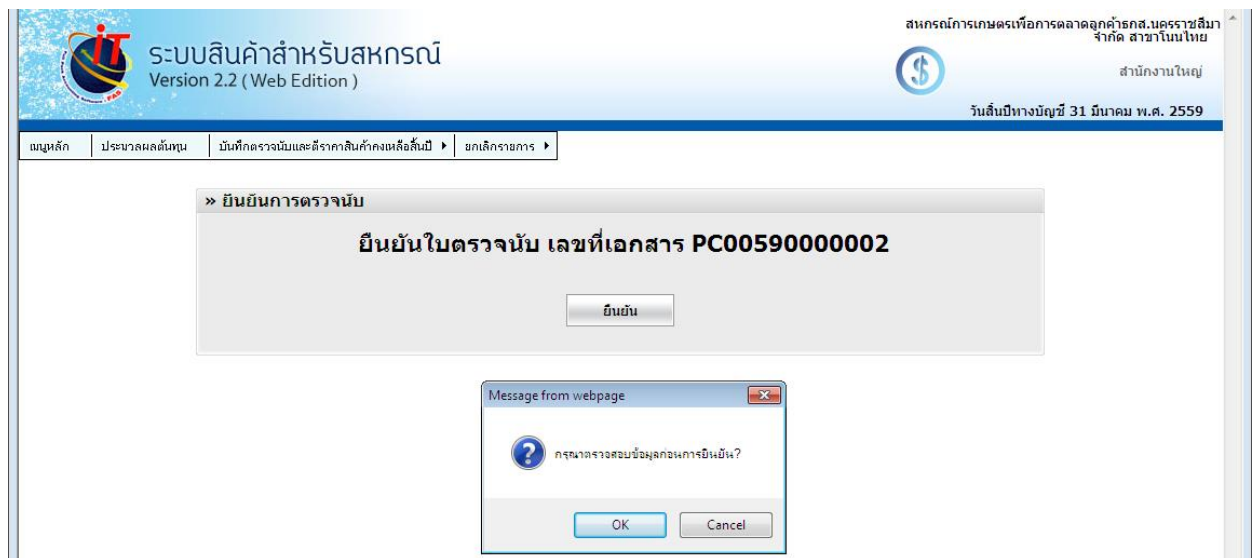 สหกรณ์การเกษตรเพื่อการตลาดลูกค้าธกส.นครราชสีมา
จำกัด สาขาโนนไทย
iT
ระบบสินค้าสำหรับสหกรณ์
Version 2.2 ( Web Edition )
สำนักงานใหญ่
วันสิ้นปีทางบัญชี 31 มีนาคม พ.ศ. 2559
เมนูหลัก ประมวลผลต้นทุน บันทึกตรวจนับและตีราคาสินค้าคงเหลือสิ้นปี ยกเลิกรายการ
» ยืนยันการตรวจนับ
ยืนยันใบตรวจนับ เลขที่เอกสาร PC00590000002
ยืนยัน
Message from webpage
กรุณาตรวจสอบข้อมูลก่อนการยืนยัน?
OK Cancel